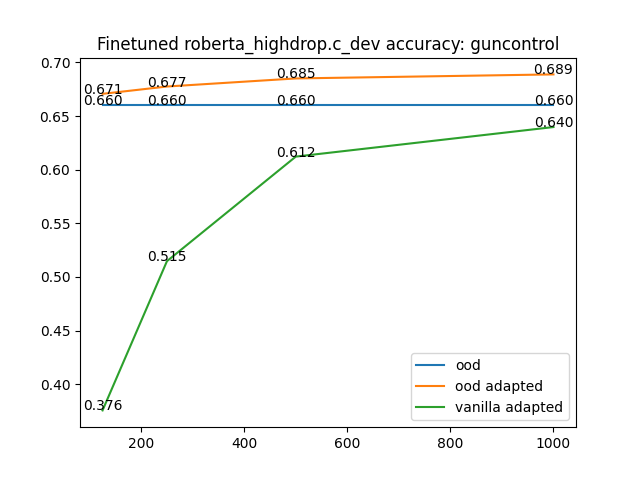 Finetuned roberta_highdrop.c_dev accuracy: guncontrol
0.70
0.65
0.60
0.55
0.50
0.45
0.40
0.671 0.677 0.685 0.689
0.660 0.660 0.660 0.660
0.376 0.515 0.612 0.640
ood
ood adapted
vanilla adapted
200 400 600 800 1000